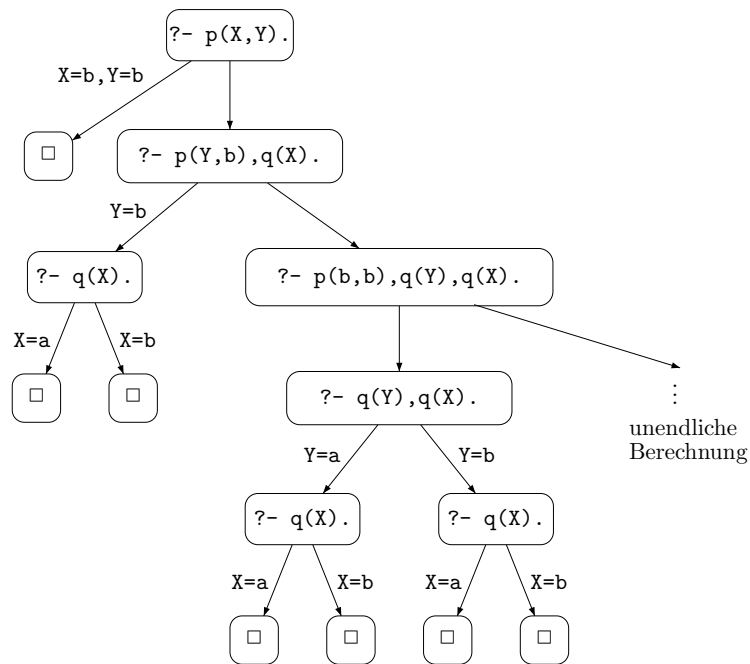 ?- p(X,Y).
X=b,Y=b
□
?- p(Y,b),q(X).
Y=b
?- q(X).
?- p(b,b),q(Y),q(X).
X=a
X=b
□
□
?- q(Y),q(X).
⋮
unendliche
Berechnung
Y=a
Y=b
?- q(X).
?- q(X).
X=a
X=b
X=a
X=b
□
□
□
□